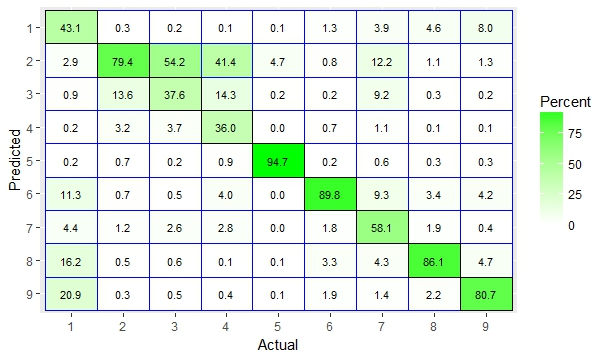 1 43.1 0.3 0.2 0.1 0.1 1.3 3.9 4.6 8.0
2 2.9 79.4 54.2 41.4 4.7 0.8 12.2 1.1 1.3
3 0.9 13.6 37.6 14.3 0.2 0.2 9.2 0.3 0.2
4 0.2 3.2 3.7 36.0 0.0 0.7 1.1 0.1 0.1
5 0.2 0.7 0.2 0.9 94.7 0.2 0.6 0.3 0.3
6 11.3 0.7 0.5 4.0 0.0 89.8 9.3 3.4 4.2
7 4.4 1.2 2.6 2.8 0.0 1.8 58.1 1.9 0.4
8 16.2 0.5 0.6 0.1 0.1 3.3 4.3 86.1 4.7
9 20.9 0.3 0.5 0.4 0.1 1.9 1.4 2.2 80.7
1 2 3 4 5 6 7 8 9
Actual
Predicted
Percent
75
50
25
0